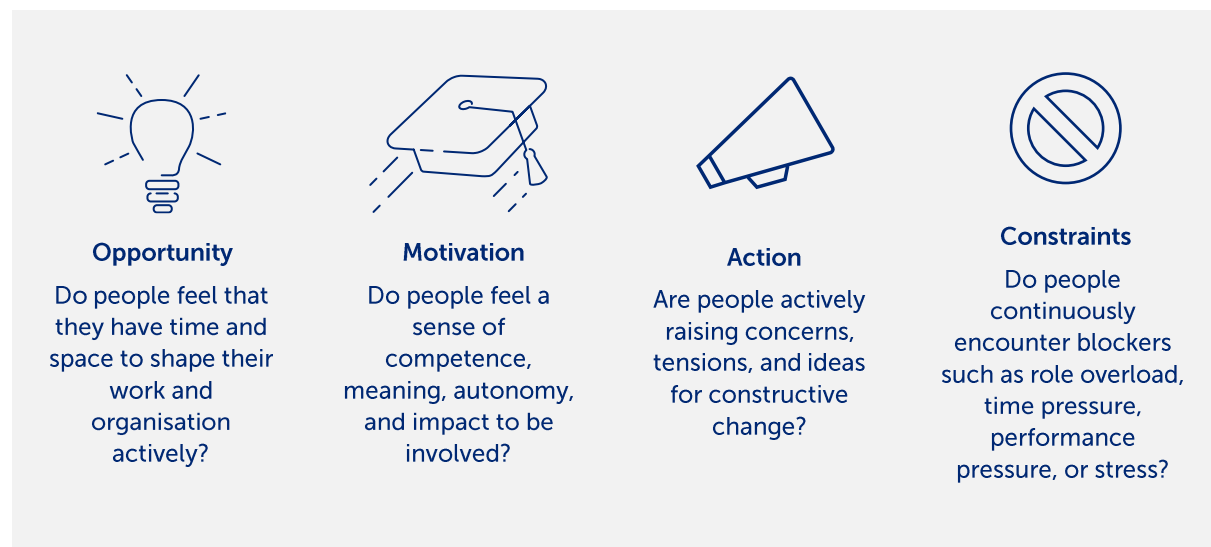 Opportunity
Do people feel that
they have time and
space to shape their
work and
organisation
actively?
Motivation
Do people feel a
sense of
competence,
meaning, autonomy,
and impact to be
involved?
Action
Are people actively
raising concerns,
tensions, and ideas
for constructive
change?
Constraints
Do people
continuously
encounter blockers
such as role overload,
time pressure,
performance
pressure, or stress?